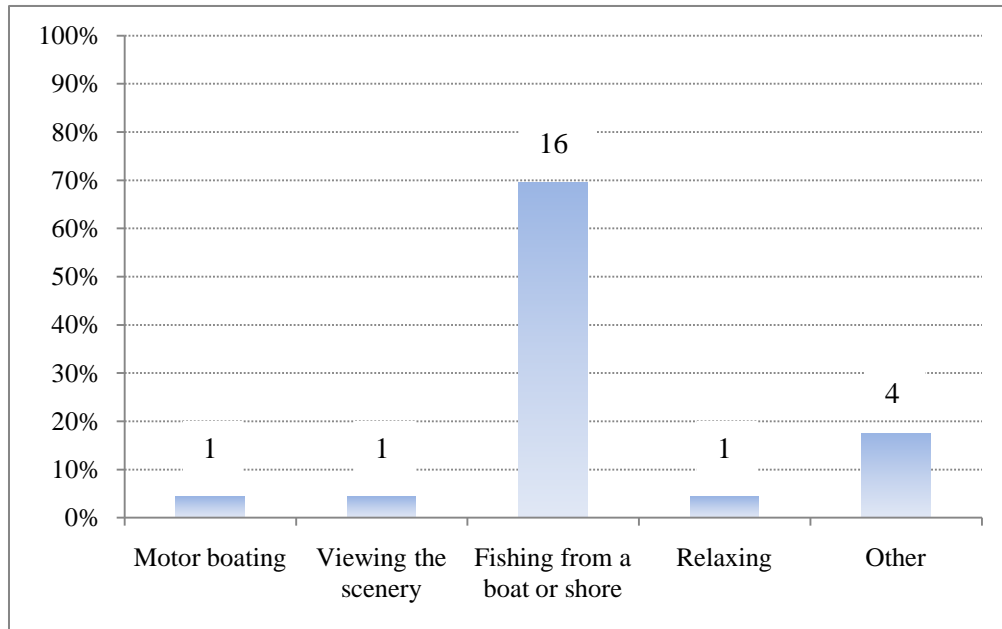 100%
90%
80%
70%
60%
50%
40%
30%
20%
10%
0%
16
4
1
1
1
Motor boating
Viewing the
scenery
Fishing from a
boat or shore
Relaxing
Other